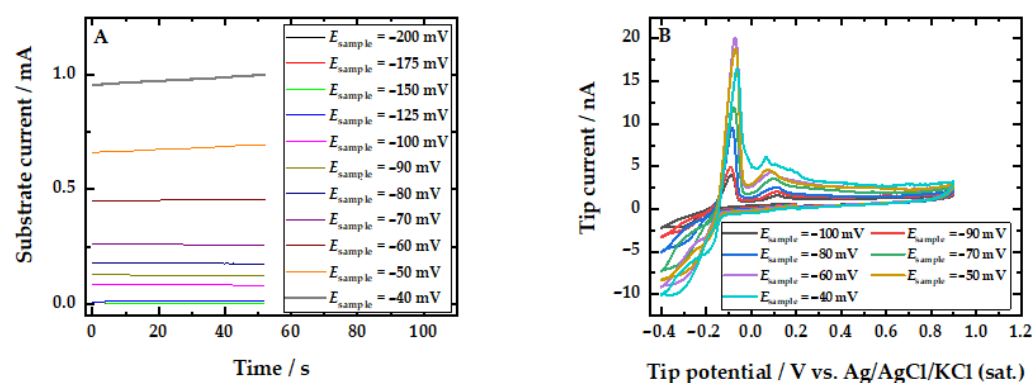 A
Substrate current / mA
1.0
0.5
0.0
0 20 40 60 80 100
Time / s
E_sample = −200 mV
E_sample = −175 mV
E_sample = −150 mV
E_sample = −125 mV
E_sample = −100 mV
E_sample = −90 mV
E_sample = −80 mV
E_sample = −70 mV
E_sample = −60 mV
E_sample = −50 mV
E_sample = −40 mV
B
Tip current / nA
20
15
10
5
0
−5
−10
E_sample = −100 mV E_sample = −90 mV
E_sample = −80 mV E_sample = −70 mV
E_sample = −60 mV E_sample = −50 mV
E_sample = −40 mV
−0.4 −0.2 0.0 0.2 0.4 0.6 0.8 1.0 1.2
Tip potential / V vs. Ag/AgCl/KCl (sat.)